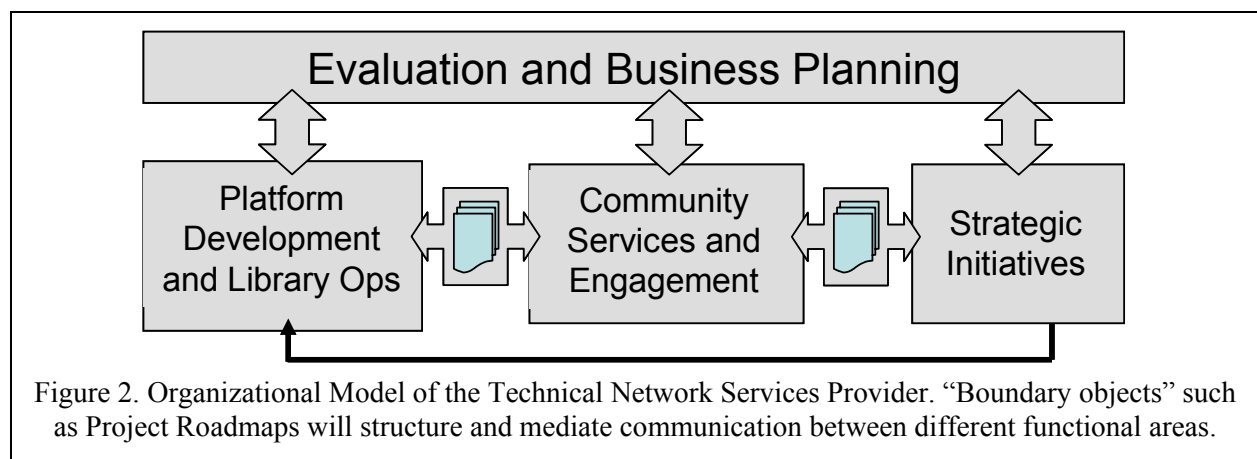 Evaluation and Business Planning
Platform
Development
and Library Ops
Community
Services and
Engagement
Strategic
Initiatives
Figure 2. Organizational Model of the Technical Network Services Provider. “Boundary objects” such
as Project Roadmaps will structure and mediate communication between different functional areas.